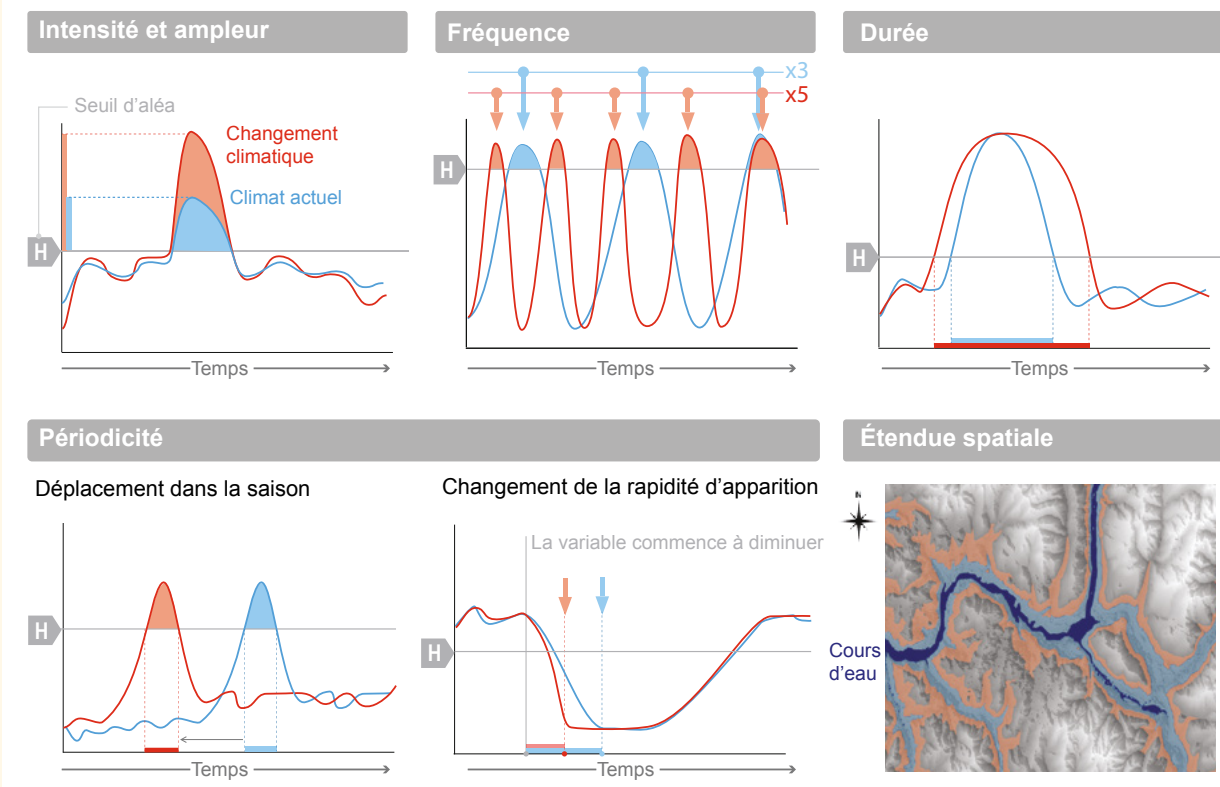 Intensité et ampleur
Seuil d'aléa
Changement
climatique
Climat actuel
H
Temps
Fréquence
x3
x5
H
Temps
Durée
H
Temps
Périodicité
Déplacement dans la saison
H
Temps
Changement de la rapidité d'apparition
La variable commence à diminuer
H
Temps
Étendue spatiale
N
Cours
d'eau